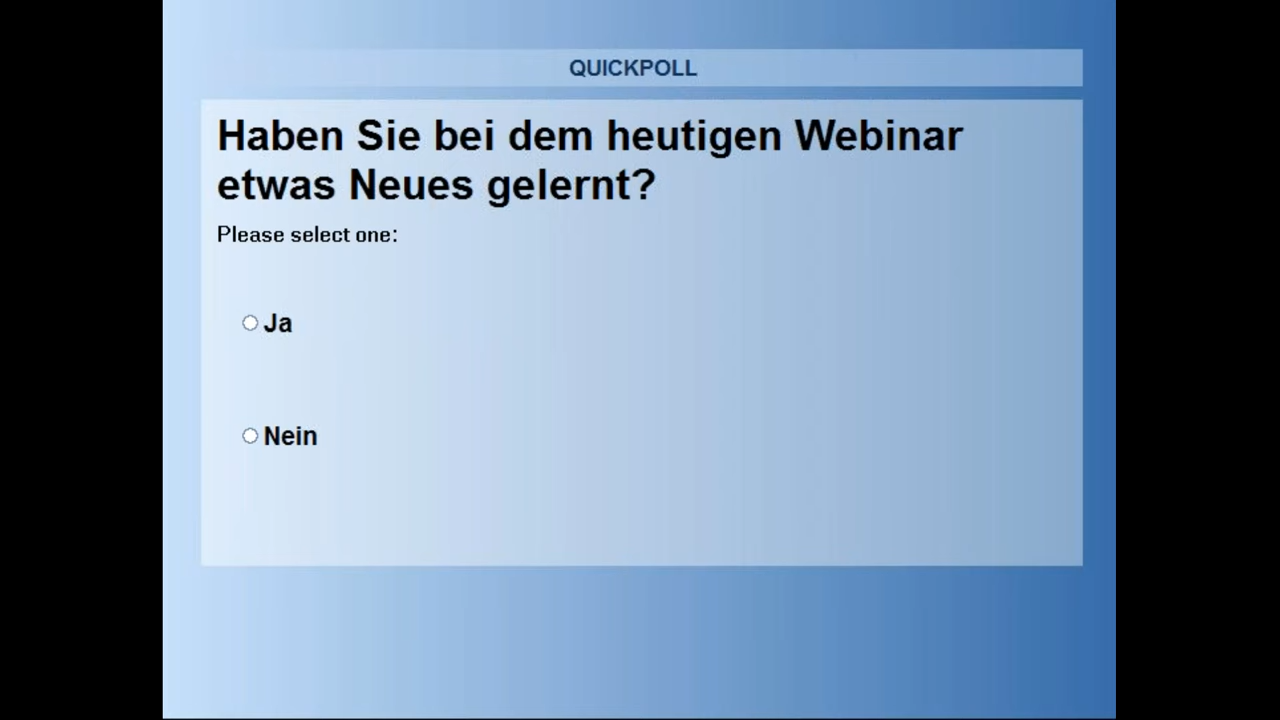 QUICKPOLL
Haben Sie bei dem heutigen Webinar
etwas Neues gelernt?
Please select one:
Ja
Nein